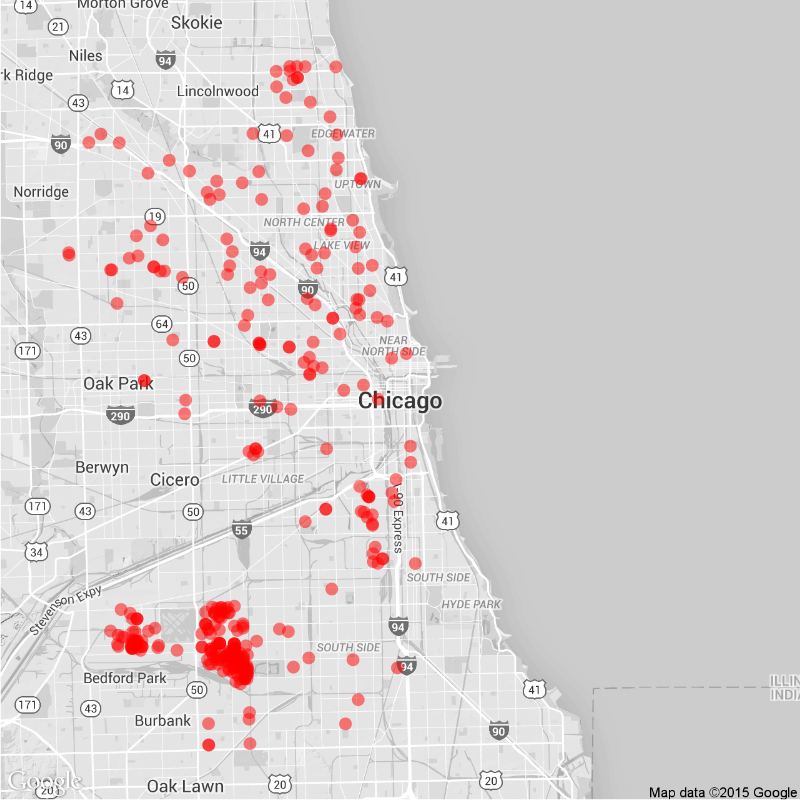 14
Morton Grove
21
Skokie
Niles
94
rk Ridge
14
Lincolnwood
43
41
EDGEWATER
90
Norridge
UPTOWN
19
NORTH CENTER
LAKE VIEW
94
41
50
90
64
43
NEAR
NORTH SIDE
171
50
Oak Park
290
290
Chicago
Berwyn
Cicero
LITTLE VILLAGE
171
43
50
I-90 Express
41
55
34
SOUTH SIDE
Stevenson Expy
HYDE PARK
94
SOUTH SIDE
94
Bedford Park
50
41
ILLIN
INDIA
171
43
Burbank
90
Google
20
Oak Lawn
20
20
Map data ©2015 Google